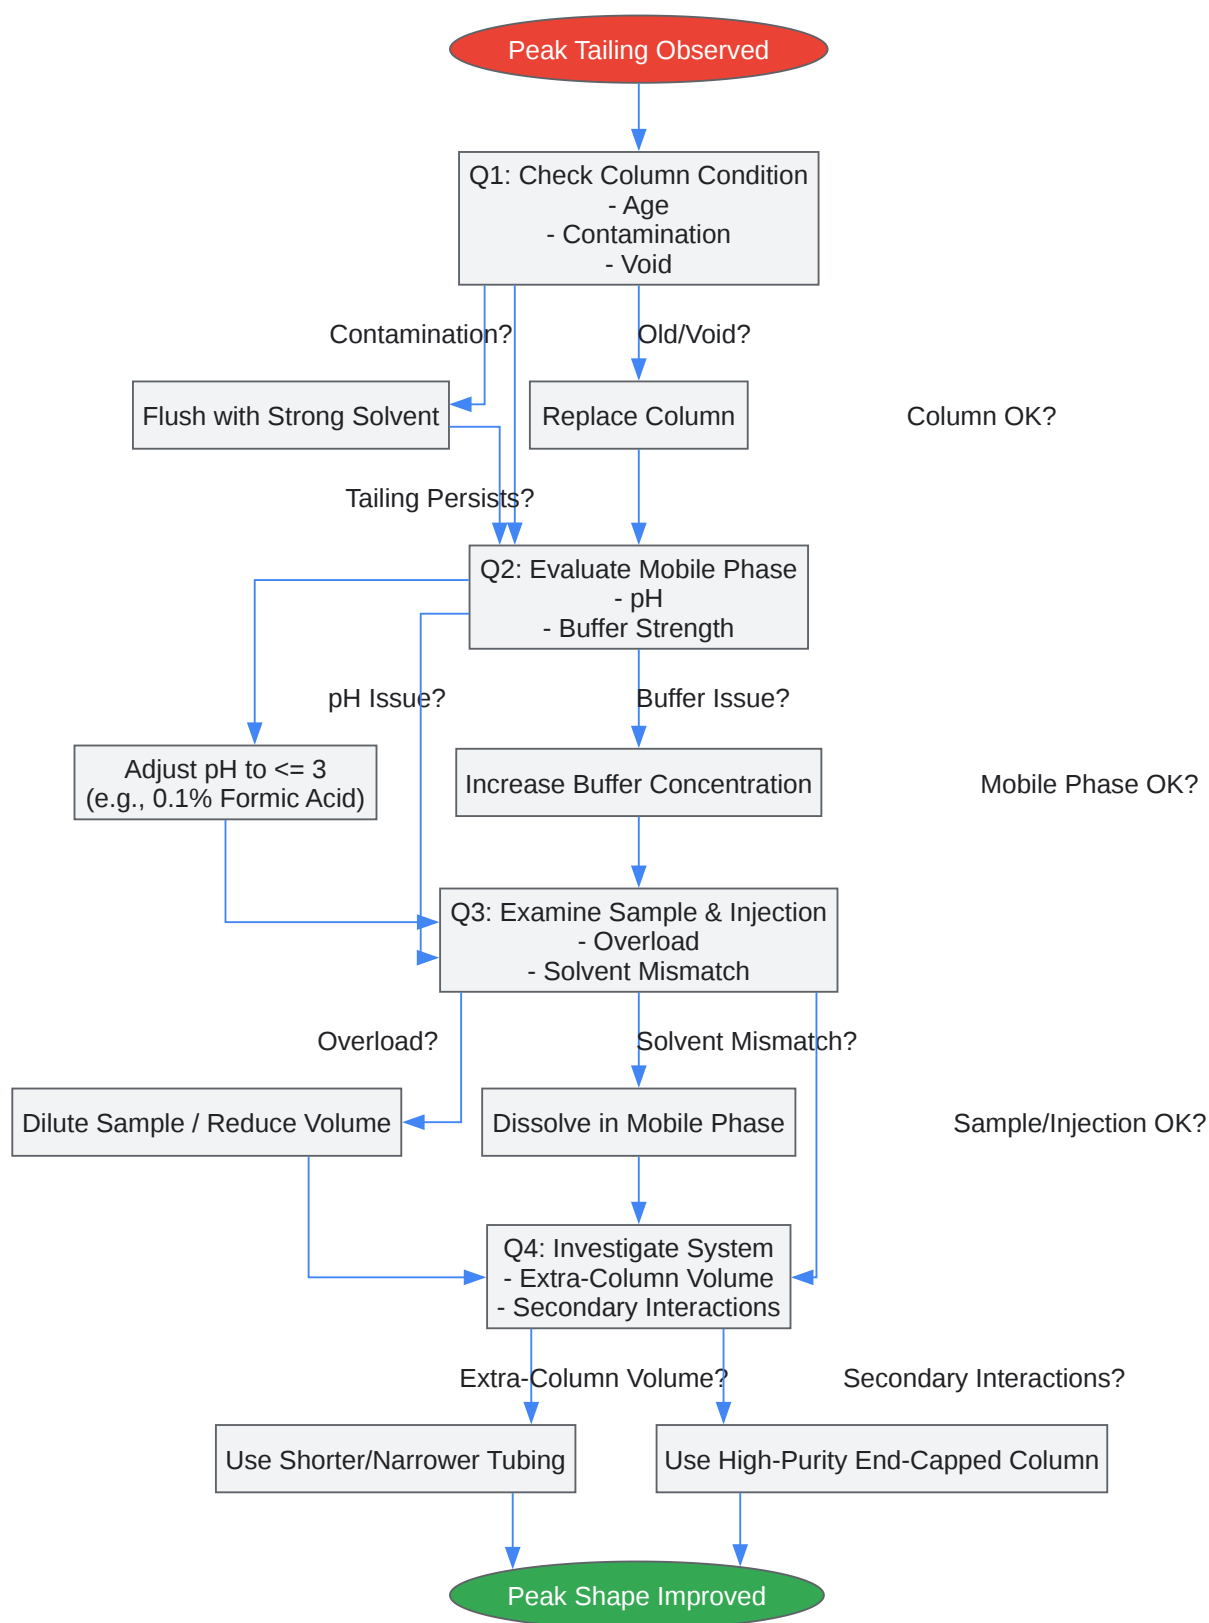 Peak Tailing Observed
Q1: Check Column Condition
- Age
- Contamination
- Void
Contamination?
Old/Void?
Flush with Strong Solvent
Replace Column
Column OK?
Tailing Persists?
Q2: Evaluate Mobile Phase
- pH
- Buffer Strength
pH Issue?
Buffer Issue?
Adjust pH to <= 3
(e.g., 0.1% Formic Acid)
Increase Buffer Concentration
Mobile Phase OK?
Q3: Examine Sample & Injection
- Overload
- Solvent Mismatch
Overload?
Solvent Mismatch?
Dilute Sample / Reduce Volume
Dissolve in Mobile Phase
Sample/Injection OK?
Q4: Investigate System
- Extra-Column Volume
- Secondary Interactions
Extra-Column Volume?
Secondary Interactions?
Use Shorter/Narrower Tubing
Use High-Purity End-Capped Column
Peak Shape Improved